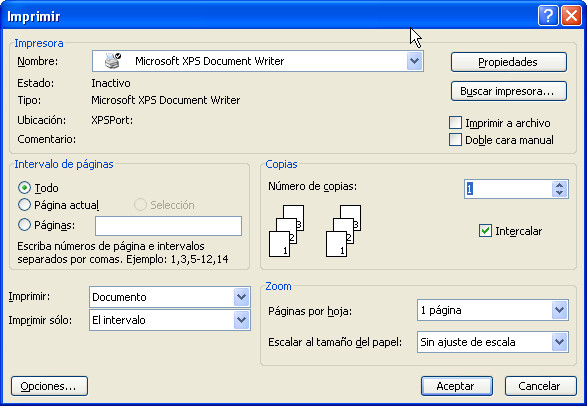 Imprimir
Impresora
Nombre: Microsoft XPS Document Writer Propiedades
Estado: Inactivo
Tipo: Microsoft XPS Document Writer Buscar impresora...
Ubicación: XPSPort: Imprimir a archivo
Comentario: Doble cara manual
Intervalo de páginas
Todo
Página actual Selección
Páginas:
Escriba números de página e intervalos
separados por comas. Ejemplo: 1,3,5-12,14
Copias
Número de copias: 1
3 3
2 2
1 1
Intercalar
Imprimir: Documento
Imprimir sólo: El intervalo
Zoom
Páginas por hoja: 1 página
Escalar al tamaño del papel: Sin ajuste de escala
Opciones... Aceptar Cancelar